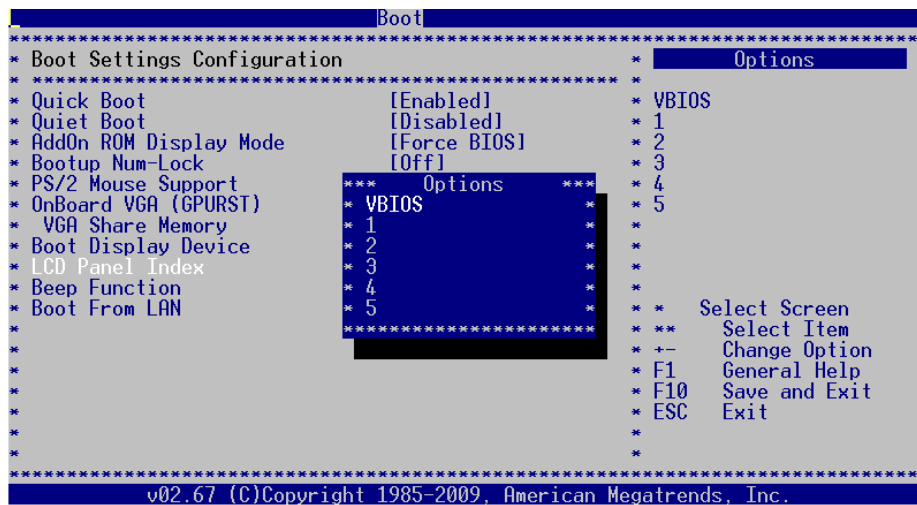 Boot
Boot Settings Configuration
Options
Quick Boot [Enabled] VBIOS
Quiet Boot [Disabled] 1
AddOn ROM Display Mode [Force BIOS] 2
Bootup Num-Lock [Off] 3
PS/2 Mouse Support *** Options *** 4
OnBoard VGA (GPURST) VBIOS 5
VGA Share Memory 1
Boot Display Device 2
LCD Panel Index 3
Beep Function 4
Boot From LAN 5
* Select Screen
** Select Item
+- Change Option
F1 General Help
F10 Save and Exit
ESC Exit
v02.67 (C)Copyright 1985-2009, American Megatrends, Inc.